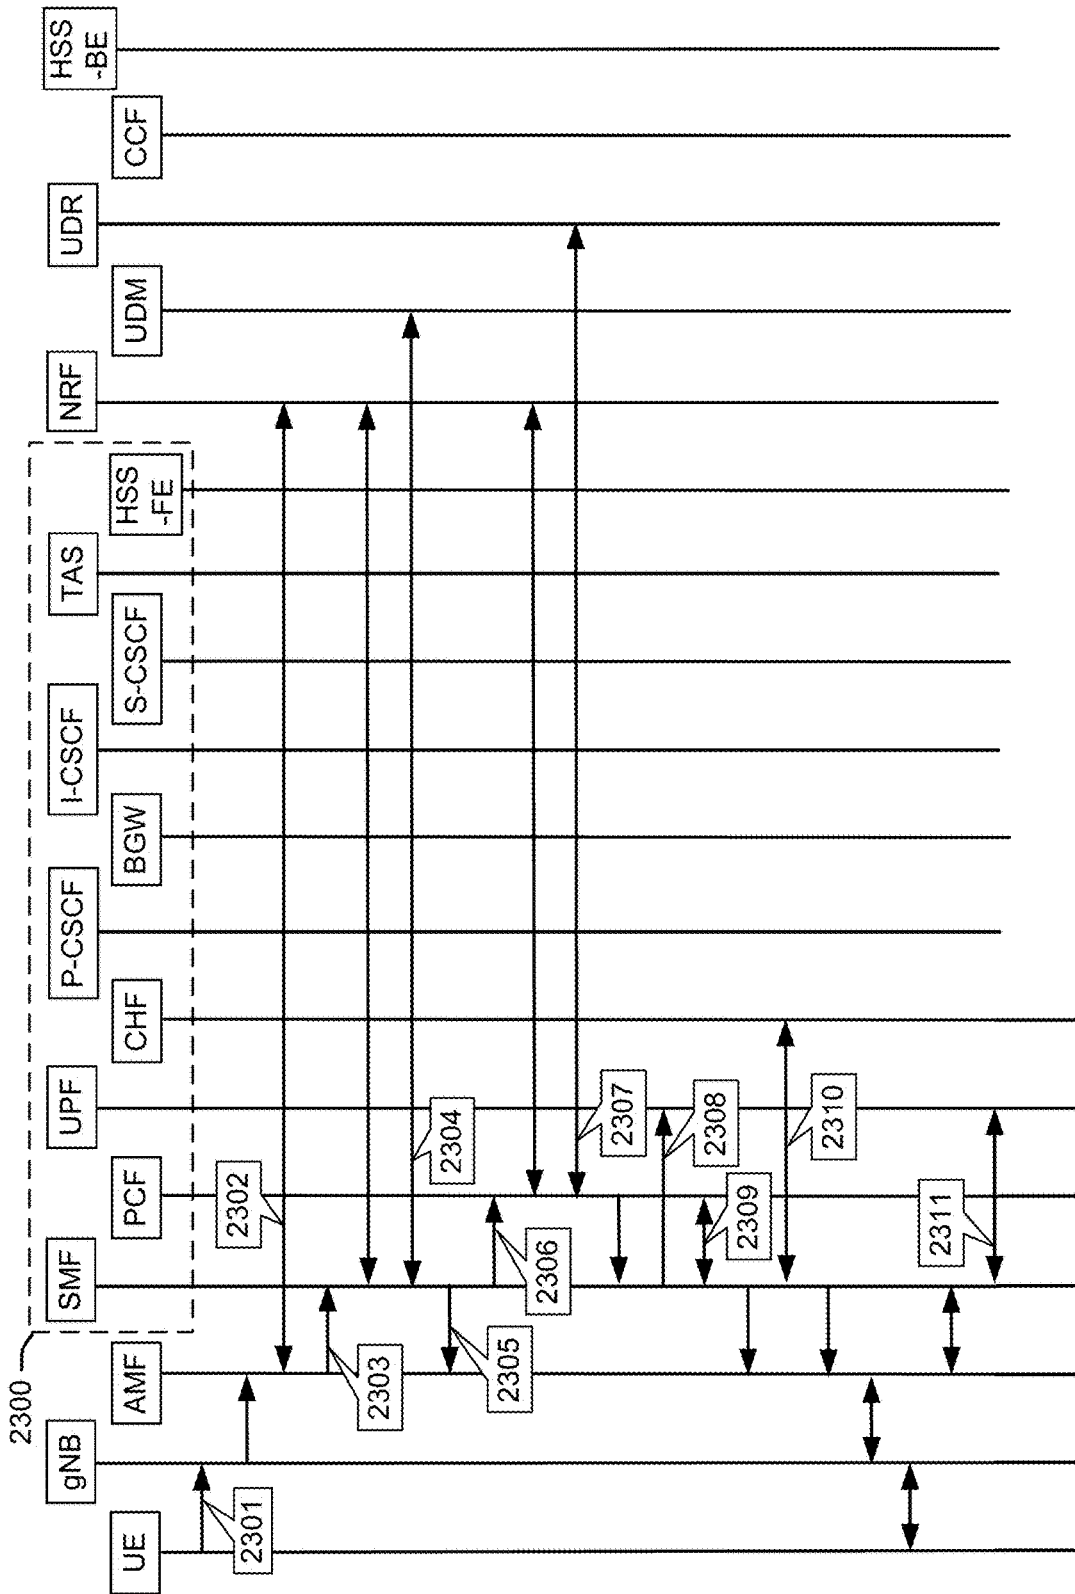 2300
UE
gNB
AMF
SMF
PCF
UPF
CHF
P-CSCF
BGW
I-CSCF
S-CSCF
TAS
HSS
-FE
NRF
UDM
UDR
CCF
HSS
-BE
2301
2302
2303
2304
2305
2306
2307
2308
2309
2310
2311